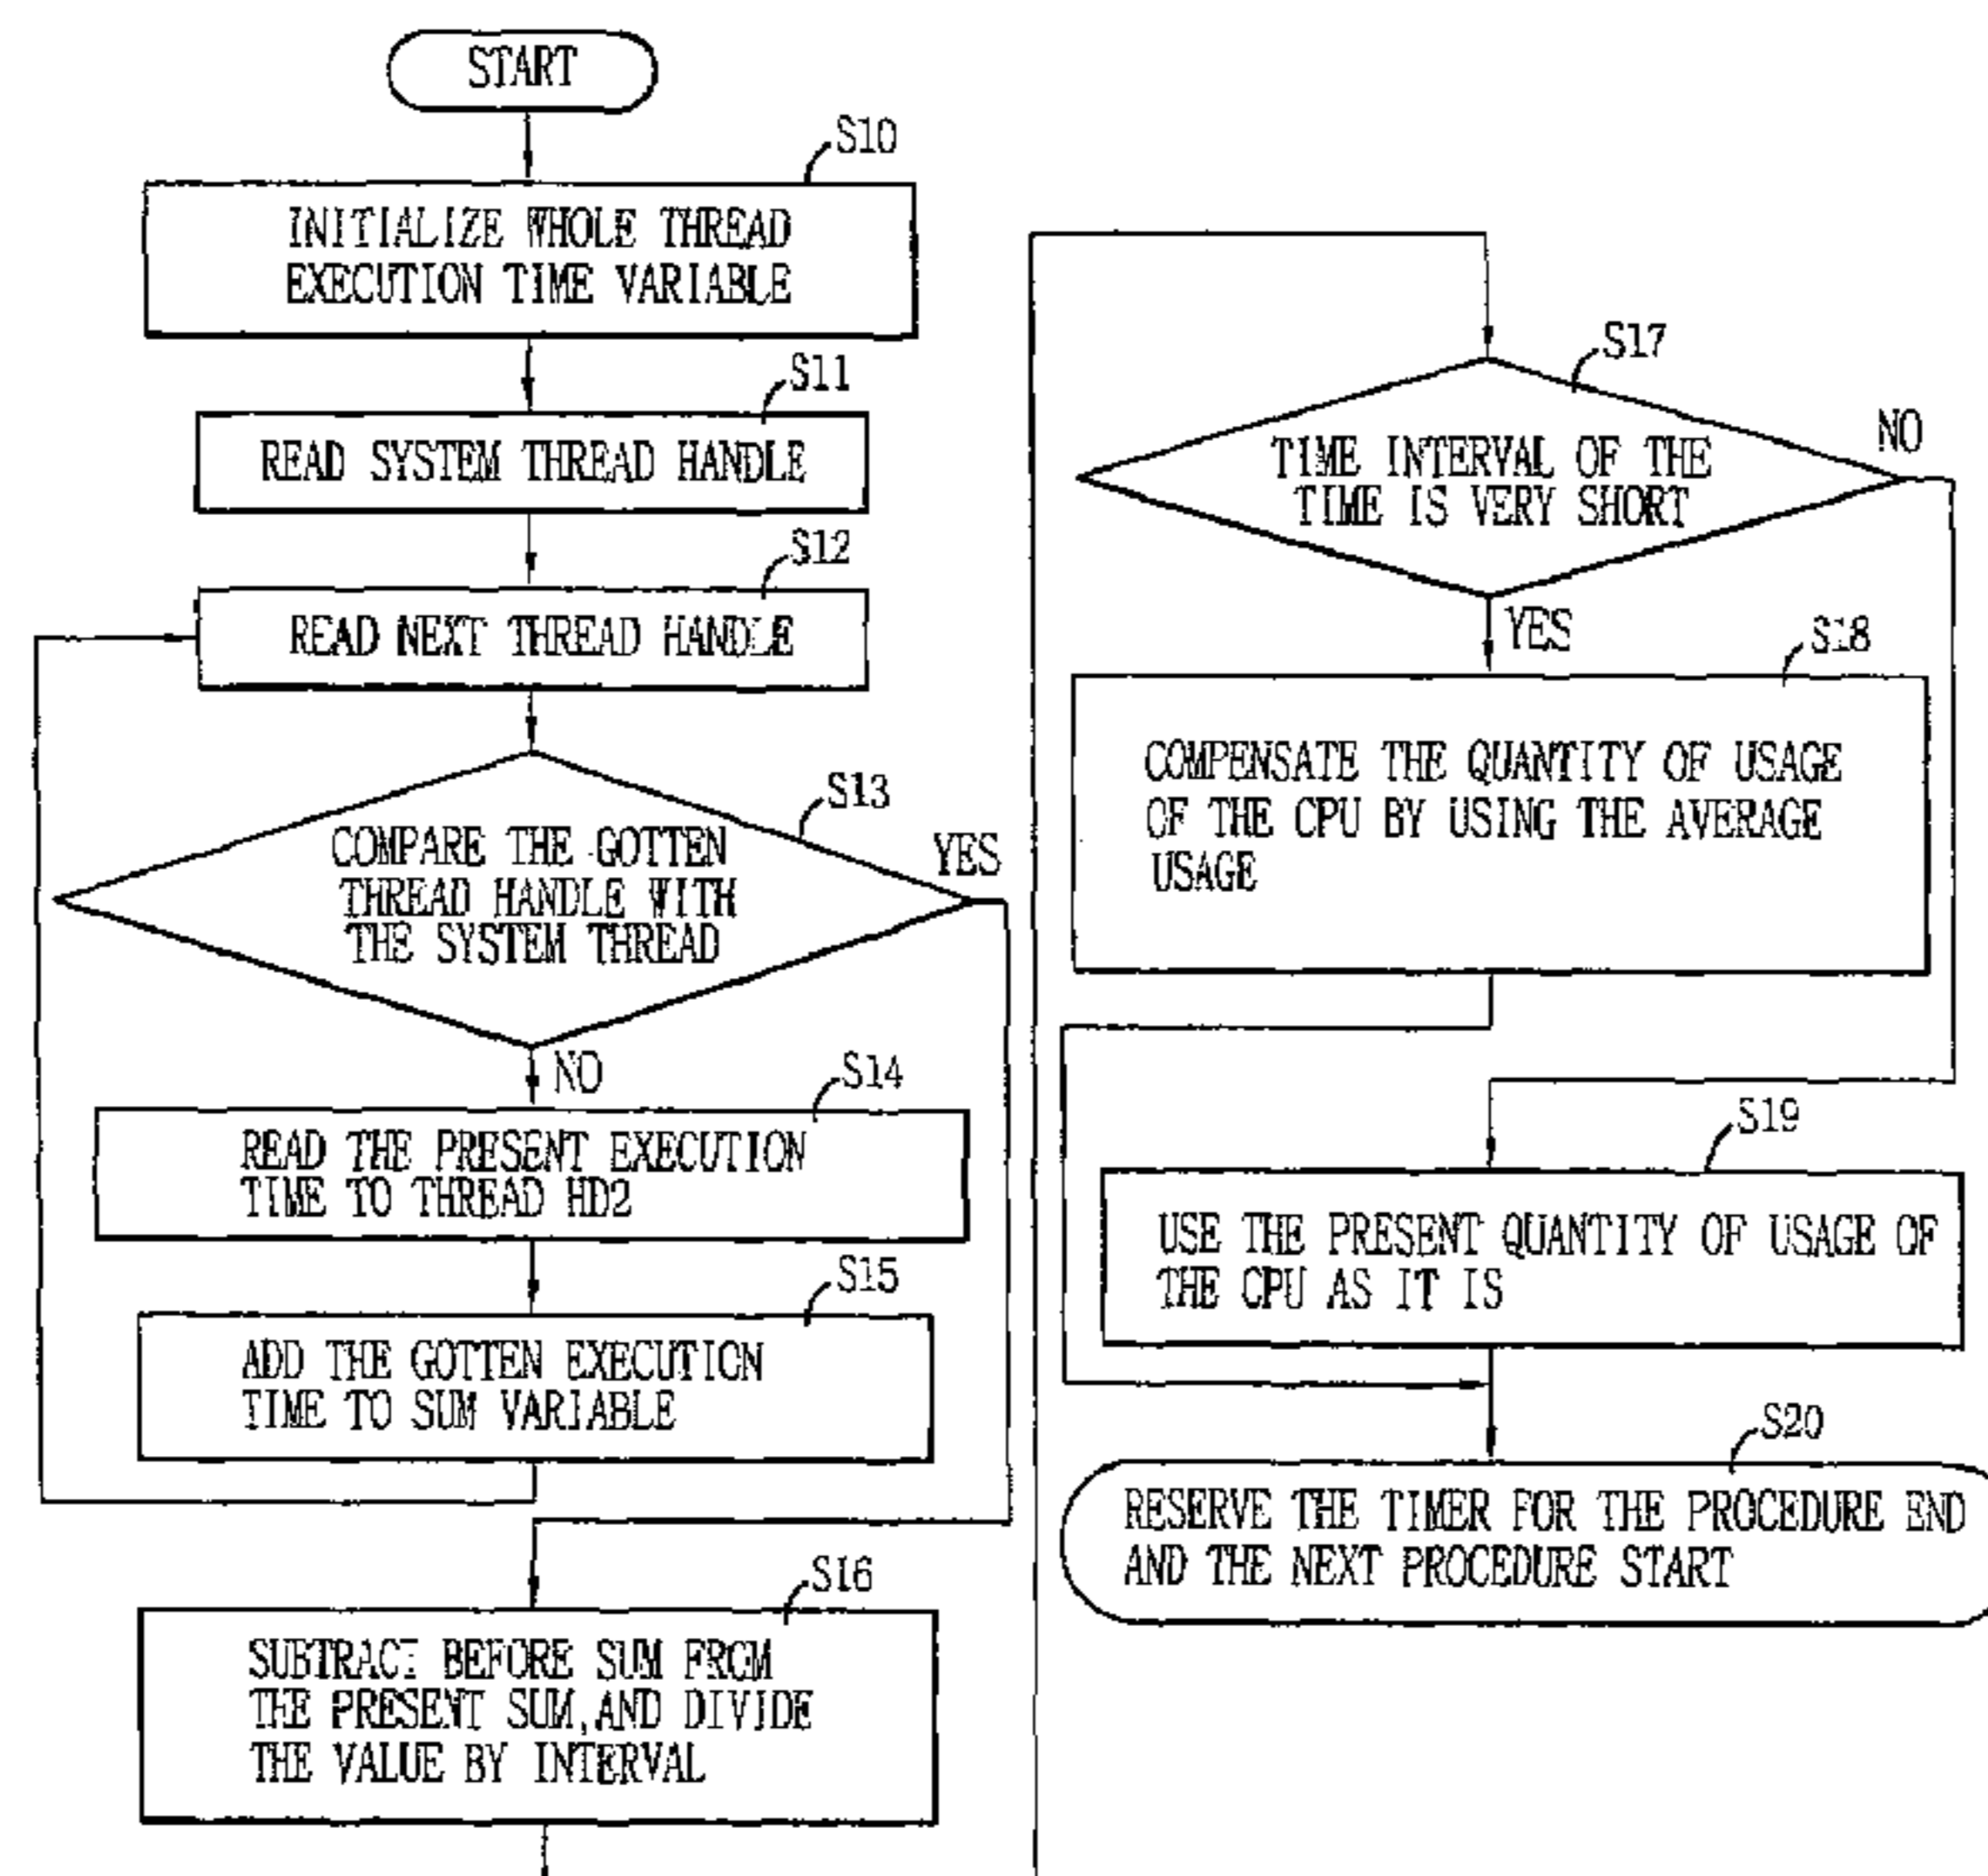 START
S10
INITIALIZE WHOLE THREAD
EXECUTION TIME VARIABLE
S11
READ SYSTEM THREAD HANDLE
S12
READ NEXT THREAD HANDLE
S13
COMPARE THE GOTTEN
THREAD HANDLE WITH
THE SYSTEM THREAD
YES
NO
S14
READ THE PRESENT EXECUTION
TIME TO THREAD HD2
S15
ADD THE GOTTEN EXECUTION
TIME TO SUM VARIABLE
S16
SUBTRACT BEFORE SUM FROM
THE PRESENT SUM,AND DIVIDE
THE VALUE BY INTERVAL
S17
TIME INTERVAL OF THE
TIME IS VERY SHORT
NO
YES
S18
COMPENSATE THE QUANTITY OF USAGE
OF THE CPU BY USING THE AVERAGE
USAGE
S19
USE THE PRESENT QUANTITY OF USAGE OF
THE CPU AS IT IS
S20
RESERVE THE TIMER FOR THE PROCEDURE END
AND THE NEXT PROCEDURE START